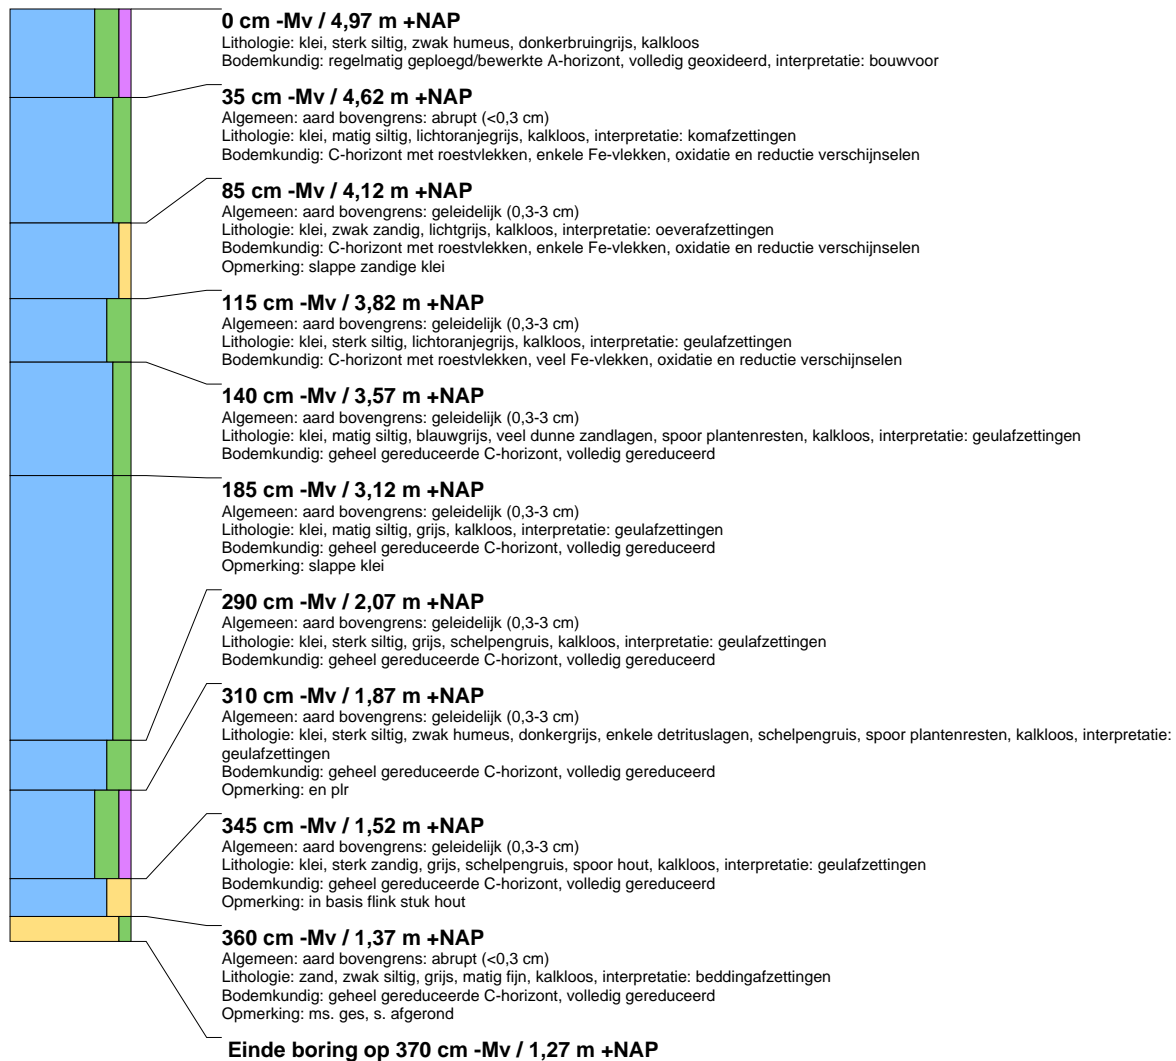 0 cm -Mv / 4,97 m +NAP
Lithologie: klei, sterk siltig, zwak humeus, donkerbruingrijs, kalkloos
Bodemkundig: regelmatig geploegd/bewerkte A-horizont, volledig geoxideerd, interpretatie: bouwvoor
35 cm -Mv / 4,62 m +NAP
Algemeen: aard bovengrens: abrupt (<0,3 cm)
Lithologie: klei, matig siltig, lichtoranjegrijs, kalkloos, interpretatie: komafzettingen
Bodemkundig: C-horizont met roestvlekken, enkele Fe-vlekken, oxidatie en reductie verschijnselen
85 cm -Mv / 4,12 m +NAP
Algemeen: aard bovengrens: geleidelijk (0,3-3 cm)
Lithologie: klei, zwak zandig, lichtgrijs, kalkloos, interpretatie: oeverafzettingen
Bodemkundig: C-horizont met roestvlekken, enkele Fe-vlekken, oxidatie en reductie verschijnselen
Opmerking: slappe zandige klei
115 cm -Mv / 3,82 m +NAP
Algemeen: aard bovengrens: geleidelijk (0,3-3 cm)
Lithologie: klei, sterk siltig, lichtoranjegrijs, kalkloos, interpretatie: geulafzettingen
Bodemkundig: C-horizont met roestvlekken, veel Fe-vlekken, oxidatie en reductie verschijnselen
140 cm -Mv / 3,57 m +NAP
Algemeen: aard bovengrens: geleidelijk (0,3-3 cm)
Lithologie: klei, matig siltig, blauwgrijs, veel dunne zandlagen, spoor plantenresten, kalkloos, interpretatie: geulafzettingen
Bodemkundig: geheel gereduceerde C-horizont, volledig gereduceerd
185 cm -Mv / 3,12 m +NAP
Algemeen: aard bovengrens: geleidelijk (0,3-3 cm)
Lithologie: klei, matig siltig, grijs, kalkloos, interpretatie: geulafzettingen
Bodemkundig: geheel gereduceerde C-horizont, volledig gereduceerd
Opmerking: slappe klei
290 cm -Mv / 2,07 m +NAP
Algemeen: aard bovengrens: geleidelijk (0,3-3 cm)
Lithologie: klei, sterk siltig, grijs, schelpengruis, kalkloos, interpretatie: geulafzettingen
Bodemkundig: geheel gereduceerde C-horizont, volledig gereduceerd
310 cm -Mv / 1,87 m +NAP
Algemeen: aard bovengrens: geleidelijk (0,3-3 cm)
Lithologie: klei, sterk siltig, zwak humeus, donkergrijs, enkele detrituslagen, schelpengruis, spoor plantenresten, kalkloos, interpretatie:
geulafzettingen
Bodemkundig: geheel gereduceerde C-horizont, volledig gereduceerd
Opmerking: en plr
345 cm -Mv / 1,52 m +NAP
Algemeen: aard bovengrens: geleidelijk (0,3-3 cm)
Lithologie: klei, sterk zandig, grijs, schelpengruis, spoor hout, kalkloos, interpretatie: geulafzettingen
Bodemkundig: geheel gereduceerde C-horizont, volledig gereduceerd
Opmerking: in basis flink stuk hout
360 cm -Mv / 1,37 m +NAP
Algemeen: aard bovengrens: abrupt (<0,3 cm)
Lithologie: zand, zwak siltig, grijs, matig fijn, kalkloos, interpretatie: beddingafzettingen
Bodemkundig: geheel gereduceerde C-horizont, volledig gereduceerd
Opmerking: ms. ges, s. afgerond
Einde boring op 370 cm -Mv / 1,27 m +NAP